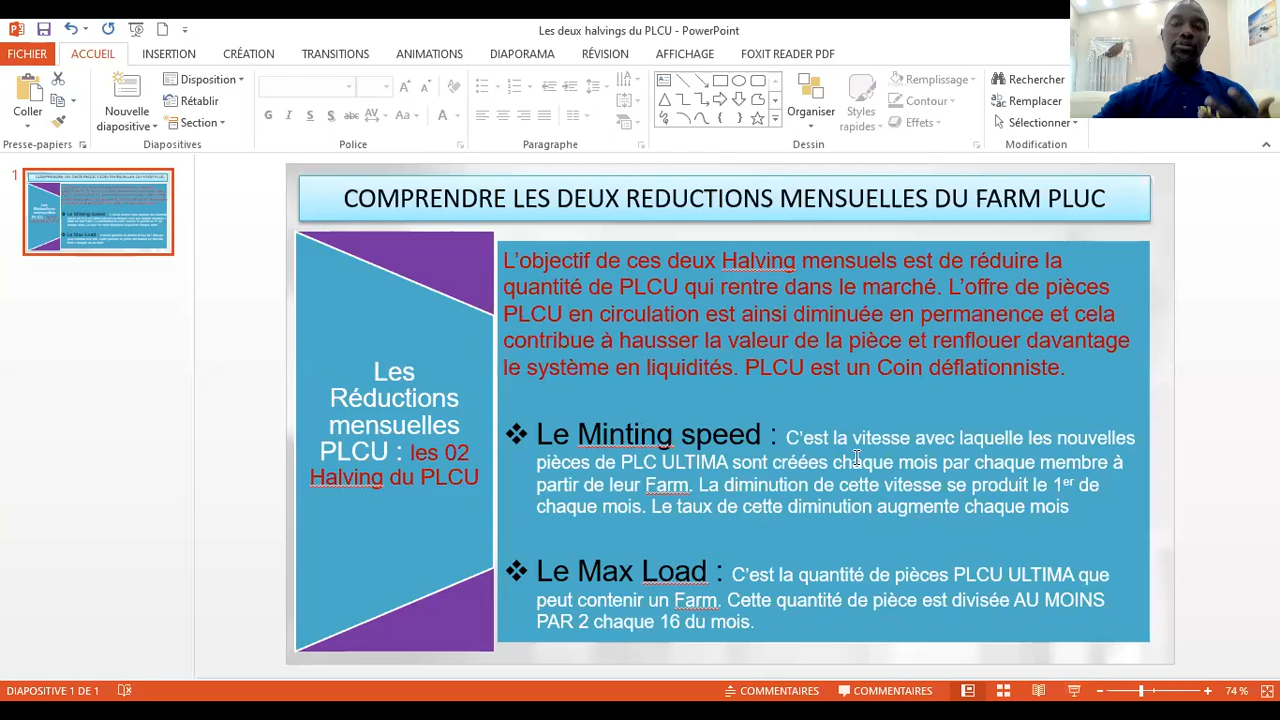 Les deux halvings du PLCU - PowerPoint
FICHIER ACCUEIL INSERTION CRÉATION TRANSITIONS ANIMATIONS DIAPORAMA RÉVISION AFFICHAGE FOXIT READER PDF
Coller
Presse-papiers
Nouvelle
diapositive
Disposition
Rétablir
Section
Diapositives
G I S S abc AV Aa A
Police
Paragraphe
Organiser
Styles
rapides
Remplissage
Contour
Effets
Dessin
Rechercher
Remplacer
Sélectionner
Modification
1
COMPRENDRE LES DEUX REDUCTIONS MENSUELLES DU FARM PLUC
Les
Réductions
mensuelles
PLCU : les 02
Halving du PLCU
L'objectif de ces deux Halving mensuels est de réduire la
quantité de PLCU qui rentre dans le marché. L'offre de pièces
PLCU en circulation est ainsi diminuée en permanence et cela
contribue à hausser la valeur de la pièce et renflouer davantage
le système en liquidités. PLCU est un Coin déflationniste.
❖ Le Minting speed : C'est la vitesse avec laquelle les nouvelles
pièces de PLC ULTIMA sont créées chaque mois par chaque membre à
partir de leur Farm. La diminution de cette vitesse se produit le 1er de
chaque mois. Le taux de cette diminution augmente chaque mois
❖ Le Max Load : C'est la quantité de pièces PLCU ULTIMA que
peut contenir un Farm. Cette quantité de pièce est divisée AU MOINS
PAR 2 chaque 16 du mois.
DIAPOSITIVE 1 DE 1 COMMENTAIRES COMMENTAIRES 74 %